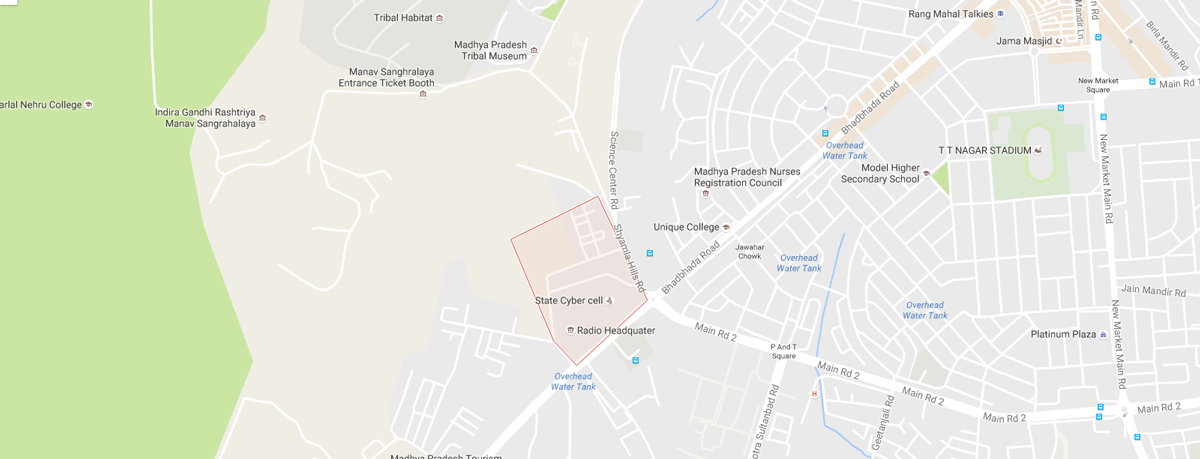 Tribal Habitat
Rang Mahal Talkies
Mandir Ln
in Rd
Birla Mandir Rd
Jama Masjid
Madhya Pradesh
Tribal Museum
Manav Sanghralaya
Entrance Ticket Booth
New Market
Square
Main Rd 1
arlal Nehru College
Indira Gandhi Rashtriya
Manav Sangrahalaya
Bhadbhada Road
Science Center Rd
Overhead
Water Tank
T T NAGAR STADIUM
New Market Main Rd
Madhya Pradesh Nurses
Registration Council
Model Higher
Secondary School
Unique College
Shyamla Hills Rd
Jawahar
Chowk
Bhadbhada Road
Overhead
Water Tank
Jain Mandir Rd
State Cyber cell
Overhead
Water Tank
Radio Headquater
Main Rd 2
Platinum Plaza
New Market Main Rd
P And T
Square
Overhead
Water Tank
Main Rd 2
Main Rd 2
Main Rd 2
Main Rd 2
H
otra Sultanbad Rd
Geetanjali Rd
Madhya Pradesh Tourism